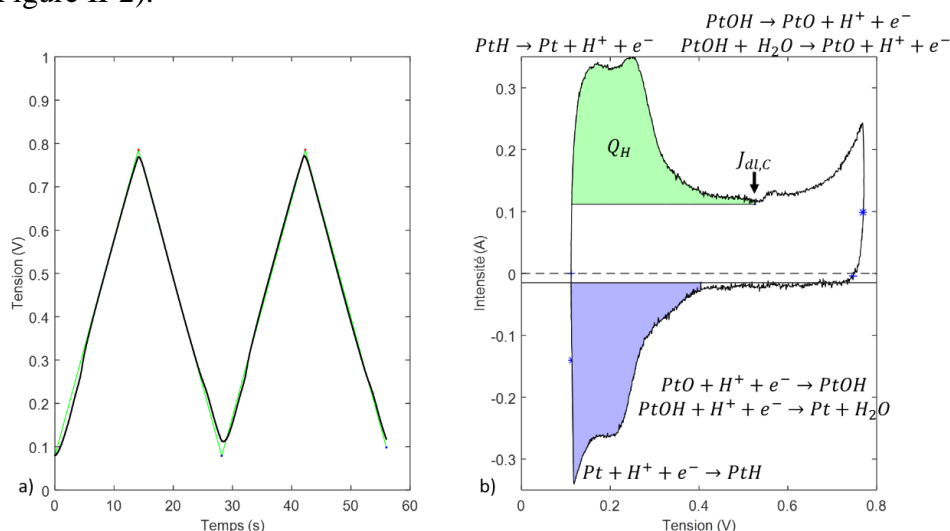 Figure II-2).
PtOH → PtO + H⁺ + e⁻
PtH → Pt + H⁺ + e⁻
PtOH + H₂O → PtO + H⁺ + e⁻
1
0.9
0.8
0.7
0.6
0.5
0.4
0.3
0.2
0.1
0
Tension (V)
0 10 20 30 40 50 60
Temps (s)
a)
0.3
0.2
0.1
0
-0.1
-0.2
-0.3
Intensité (A)
Q_H
J_dl,C
PtO + H⁺ + e⁻ → PtOH
PtOH + H⁺ + e⁻ → Pt + H₂O
Pt + H⁺ + e⁻ → PtH
0 0.2 0.4 0.6 0.8
Tension (V)
b)